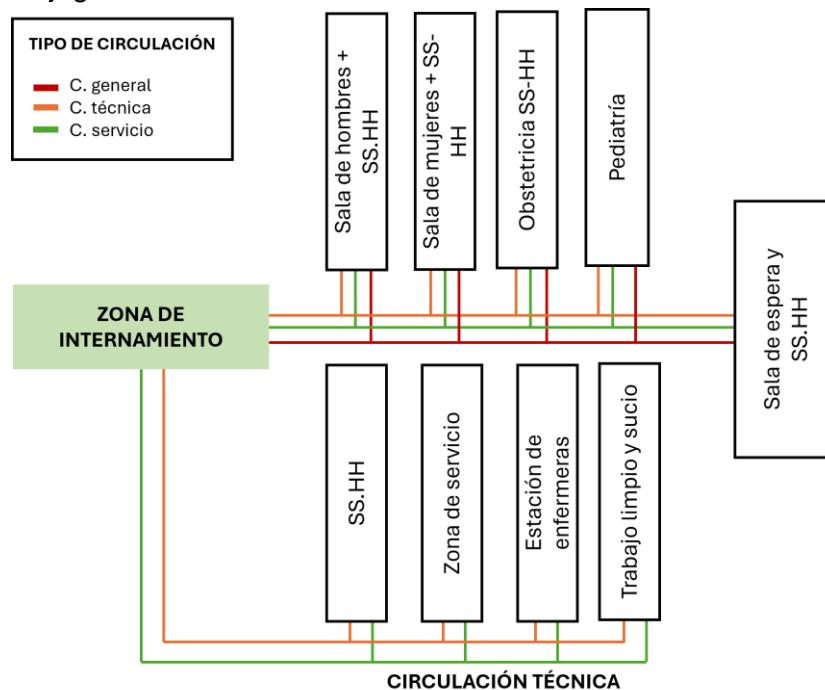 TIPO DE CIRCULACIÓN
C. general
C. técnica
C. servicio
Sala de hombres +
SS.HH
Sala de mujeres + SS-
HH
Obstetricia SS-HH
Pediatría
Sala de espera y
SS.HH
ZONA DE
INTERNAMIENTO
SS.HH
Zona de servicio
Estación de
enfermeras
Trabajo limpio y sucio
CIRCULACIÓN TÉCNICA